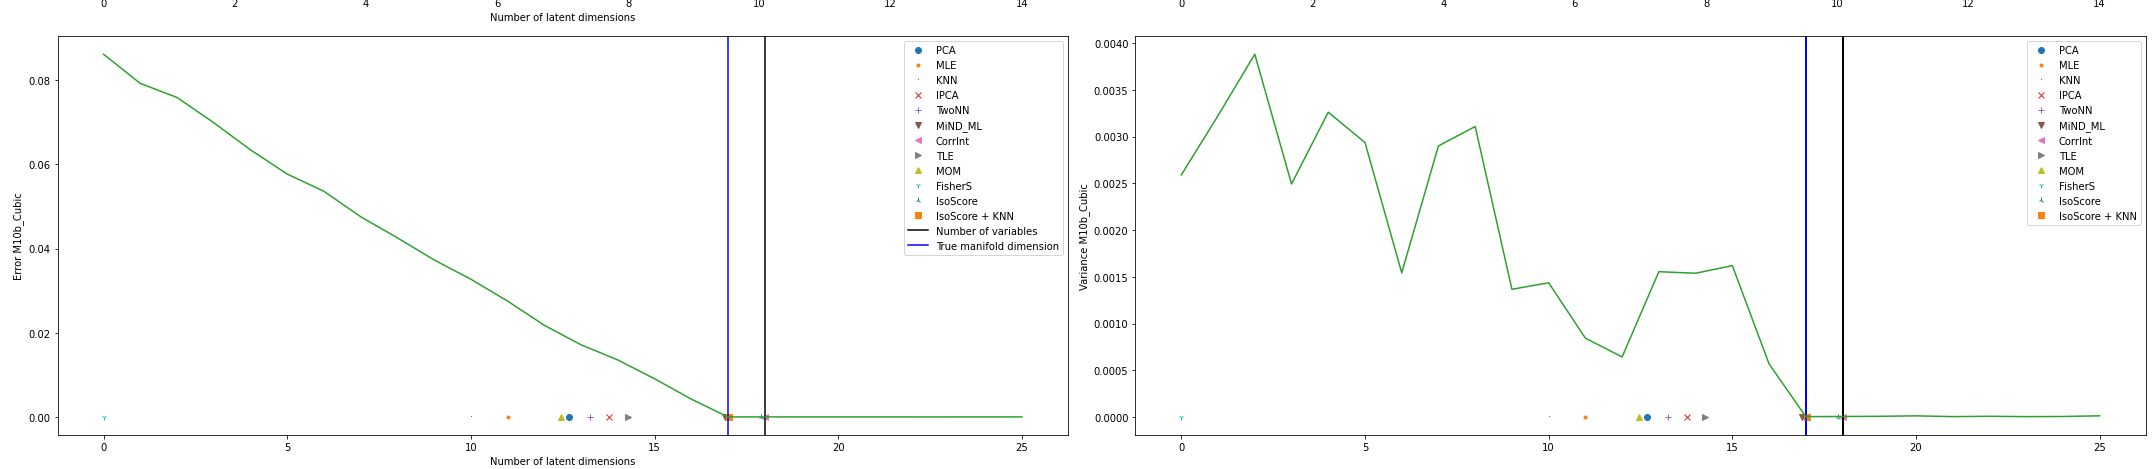 0 2 4 6 8 10 12 14
Number of latent dimensions
0 2 4 6 8 10 12 14
Error M10b_Cubic
0.08
0.06
0.04
0.02
0.00
PCA
MLE
KNN
IPCA
TwoNN
MiND_ML
CorrInt
TLE
MOM
FisherS
IsoScore
IsoScore + KNN
Number of variables
True manifold dimension
0 5 10 15 20 25
Number of latent dimensions
Variance M10b_Cubic
0.0040
0.0035
0.0030
0.0025
0.0020
0.0015
0.0010
0.0005
0.0000
PCA
MLE
KNN
IPCA
TwoNN
MiND_ML
CorrInt
TLE
MOM
FisherS
IsoScore
IsoScore + KNN
0 5 10 15 20 25